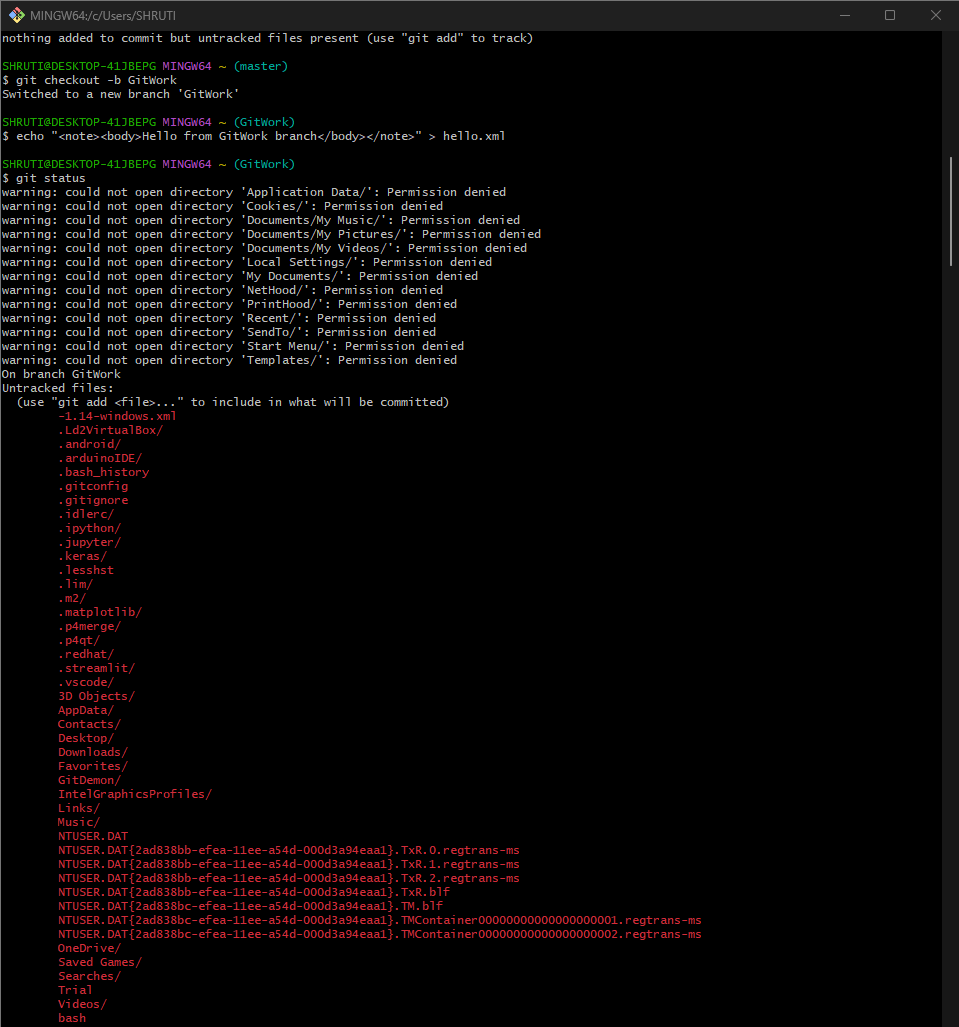 MINGW64:/c/Users/SHRUTI
nothing added to commit but untracked files present (use "git add" to track)
SHRUTI@DESKTOP-41JBEPG MINGW64 ~ (master)
$ git checkout -b GitWork
Switched to a new branch 'GitWork'
SHRUTI@DESKTOP-41JBEPG MINGW64 ~ (GitWork)
$ echo "<note><body>Hello from GitWork branch</body></note>" > hello.xml
SHRUTI@DESKTOP-41JBEPG MINGW64 ~ (GitWork)
$ git status
warning: could not open directory 'Application Data/': Permission denied
warning: could not open directory 'Cookies/': Permission denied
warning: could not open directory 'Documents/My Music/': Permission denied
warning: could not open directory 'Documents/My Pictures/': Permission denied
warning: could not open directory 'Documents/My Videos/': Permission denied
warning: could not open directory 'Local Settings/': Permission denied
warning: could not open directory 'My Documents/': Permission denied
warning: could not open directory 'NetHood/': Permission denied
warning: could not open directory 'PrintHood/': Permission denied
warning: could not open directory 'Recent/': Permission denied
warning: could not open directory 'SendTo/': Permission denied
warning: could not open directory 'Start Menu/': Permission denied
warning: could not open directory 'Templates/': Permission denied
On branch GitWork
Untracked files:
  (use "git add <file>..." to include in what will be committed)
        -1.14-windows.xml
        .Ld2VirtualBox/
        .android/
        .arduinoIDE/
        .bash_history
        .gitconfig
        .gitignore
        .idlerc/
        .ipython/
        .jupyter/
        .keras/
        .lesshst
        .lim/
        .m2/
        .matplotlib/
        .p4merge/
        .p4qt/
        .redhat/
        .streamlit/
        .vscode/
        3D Objects/
        AppData/
        Contacts/
        Desktop/
        Downloads/
        Favorites/
        GitDemon/
        IntelGraphicsProfiles/
        Links/
        Music/
        NTUSER.DAT
        NTUSER.DAT{2ad838bb-efea-11ee-a54d-000d3a94eaa1}.TxR.0.regtrans-ms
        NTUSER.DAT{2ad838bb-efea-11ee-a54d-000d3a94eaa1}.TxR.1.regtrans-ms
        NTUSER.DAT{2ad838bb-efea-11ee-a54d-000d3a94eaa1}.TxR.2.regtrans-ms
        NTUSER.DAT{2ad838bb-efea-11ee-a54d-000d3a94eaa1}.TxR.blf
        NTUSER.DAT{2ad838bc-efea-11ee-a54d-000d3a94eaa1}.TM.blf
        NTUSER.DAT{2ad838bc-efea-11ee-a54d-000d3a94eaa1}.TMContainer00000000000000000001.regtrans-ms
        NTUSER.DAT{2ad838bc-efea-11ee-a54d-000d3a94eaa1}.TMContainer00000000000000000002.regtrans-ms
        OneDrive/
        Saved Games/
        Searches/
        Trial
        Videos/
        bash